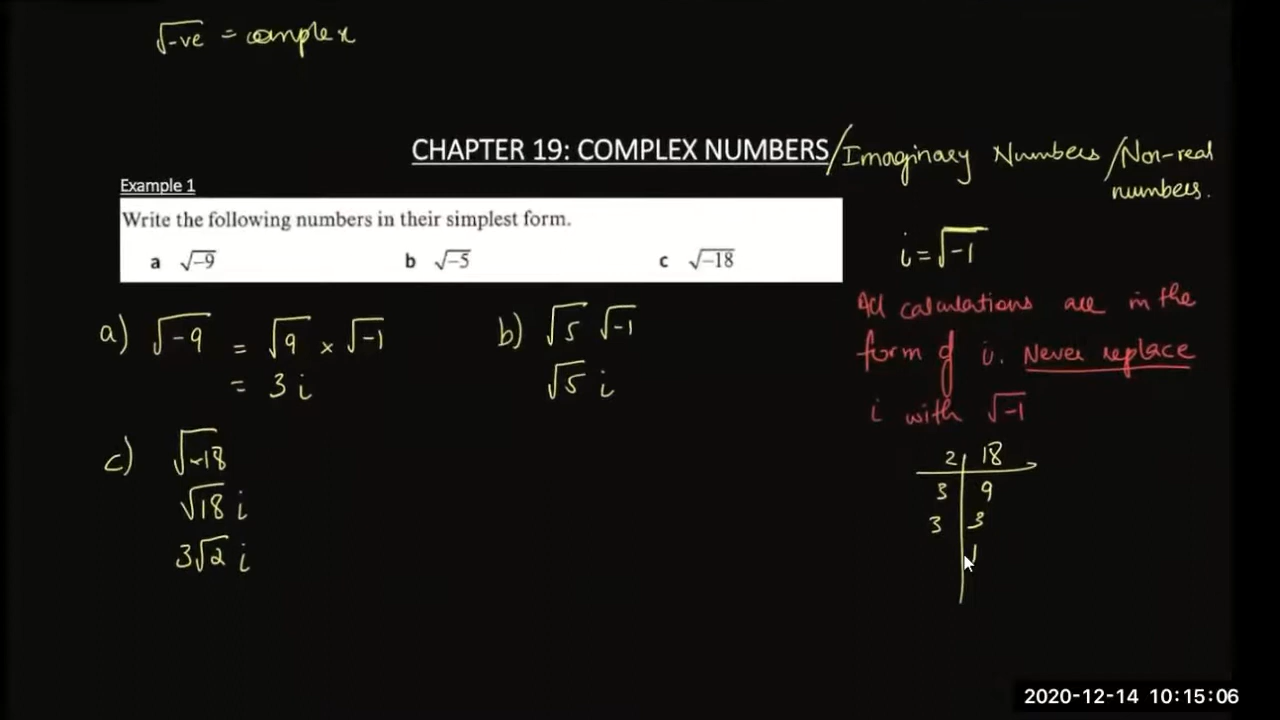 √-ve = complex
CHAPTER 19: COMPLEX NUMBERS/Imaginary Numbers/Non-real
numbers.
Example 1
Write the following numbers in their simplest form.
a √-9 b √-5 c √-18
i = √-1
All calculations are in the
form of i. Never replace
i with √-1
a) √-9 = √9 × √-1
= 3i
b) √5 √-1
√5 i
c) √-18
√18 i
3√2 i
2 18
3 9
3 3
1
2020-12-14 10:15:06